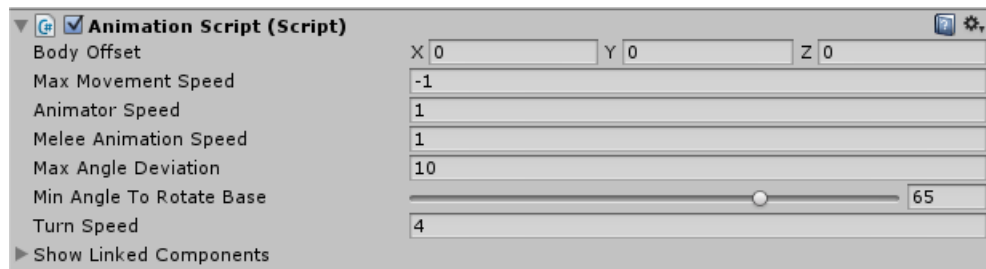 Animation Script (Script)
Body Offset X 0 Y 0 Z 0
Max Movement Speed -1
Animator Speed 1
Melee Animation Speed 1
Max Angle Deviation 10
Min Angle To Rotate Base 65
Turn Speed 4
Show Linked Components